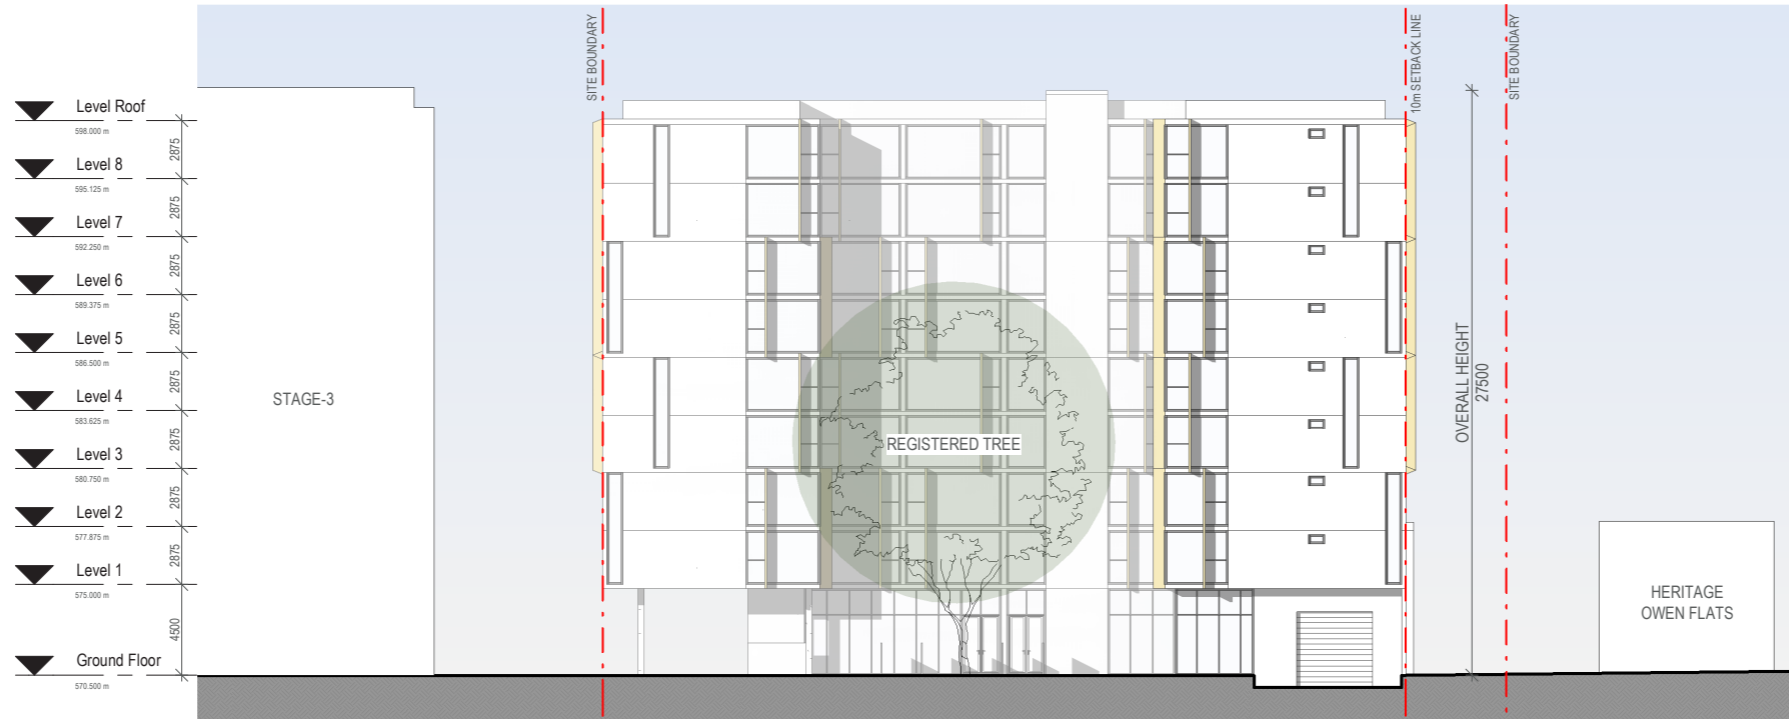 Level Roof
598.000 m
2875
Level 8
595.125 m
2875
Level 7
592.250 m
2875
Level 6
589.375 m
2875
Level 5
586.500 m
2875
Level 4
583.625 m
2875
Level 3
580.750 m
2875
Level 2
577.875 m
2875
Level 1
575.000 m
4500
Ground Floor
570.500 m
STAGE-3
SITE BOUNDARY
REGISTERED TREE
10m SETBACK LINE
OVERALL HEIGHT
27500
SITE BOUNDARY
HERITAGE
OWEN FLATS